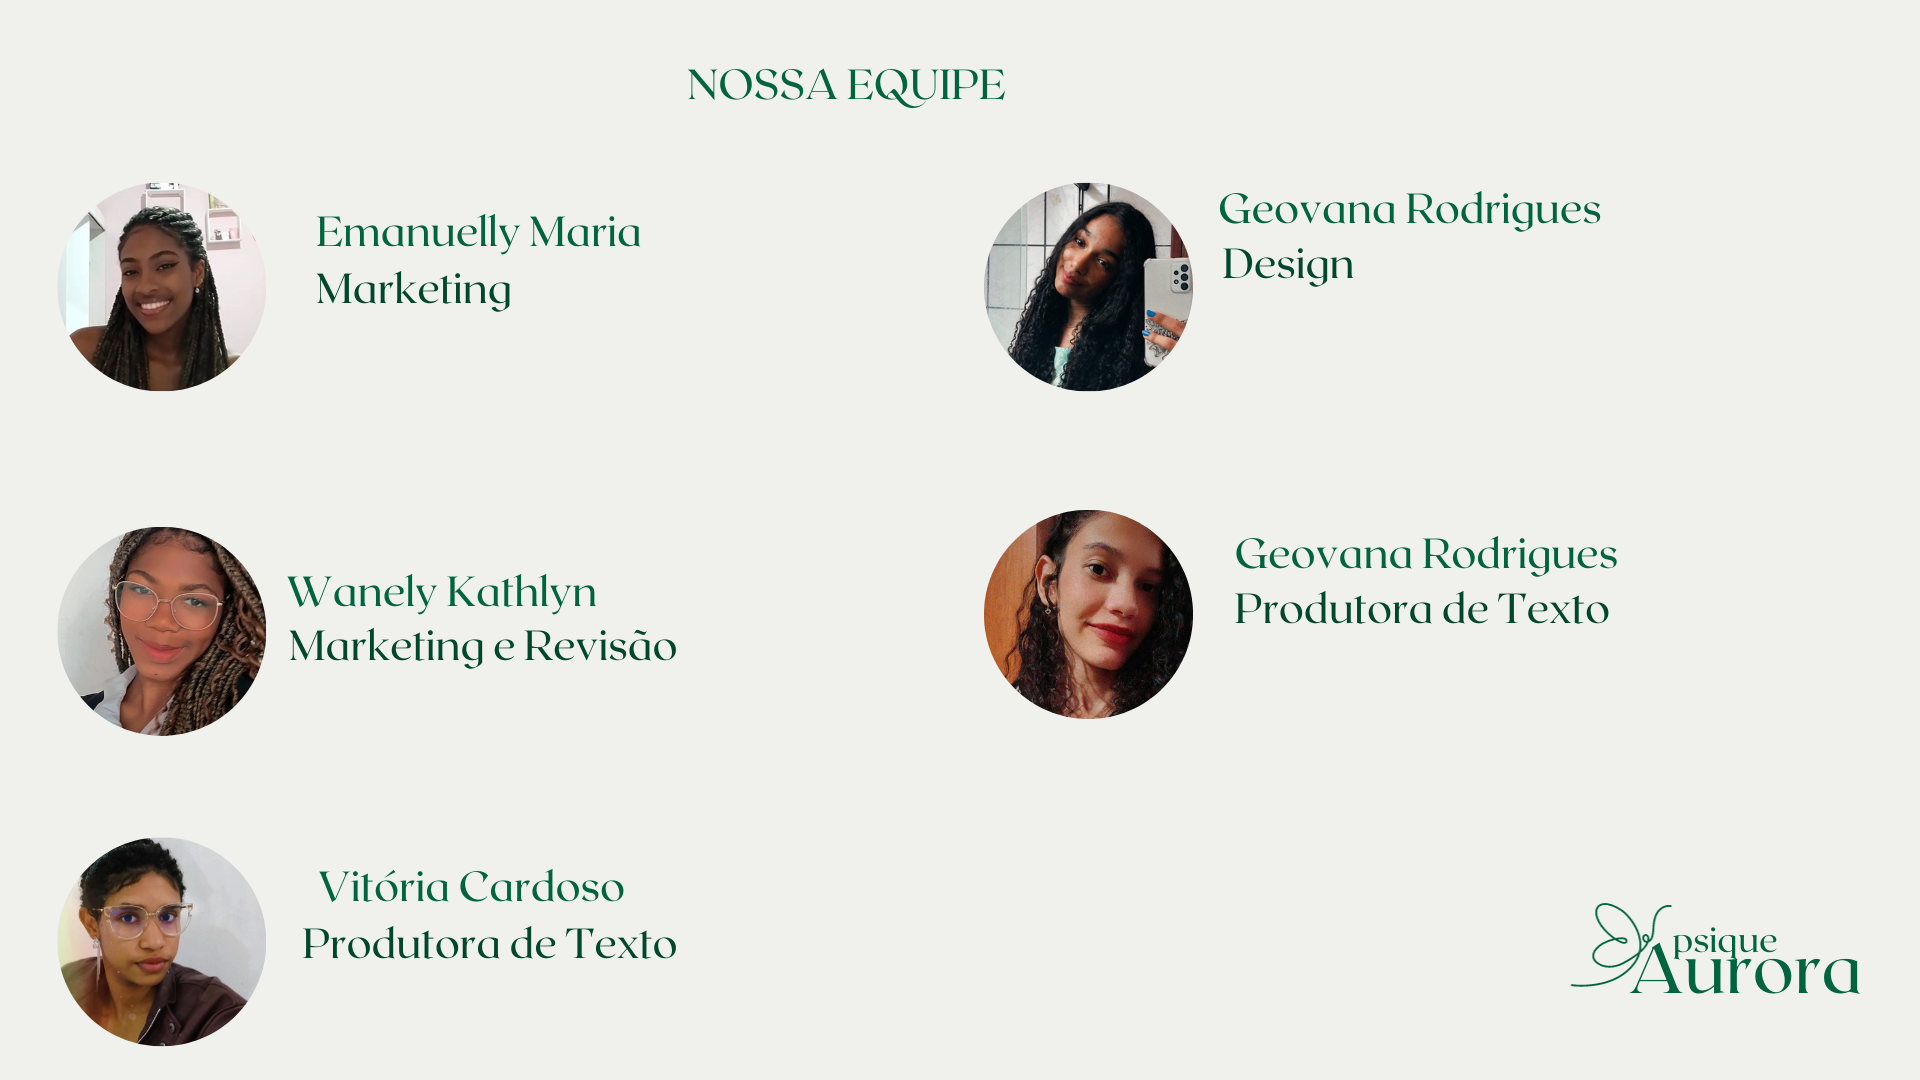 NOSSA EQUIPE
Emanuelly Maria
Marketing
Geovana Rodrigues
Design
Wanely Kathlyn
Marketing e Revisão
Geovana Rodrigues
Produtora de Texto
Vitória Cardoso
Produtora de Texto
psique
Aurora